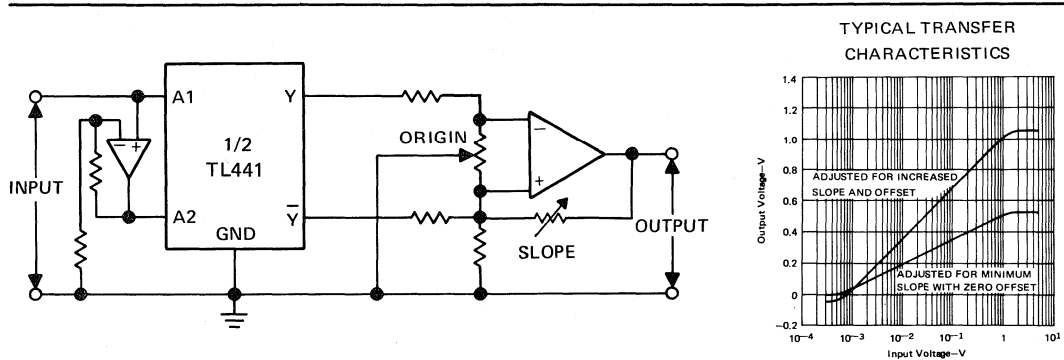 TYPICAL TRANSFER
CHARACTERISTICS
INPUT
A1
A2
1/2
TL441
GND
Y
Y̅
ORIGIN
−
+
−
+
SLOPE
OUTPUT
Output Voltage–V
1.4
1.2
1.0
0.8
0.6
0.4
0.2
0
−0.2
ADJUSTED FOR INCREASED
SLOPE AND OFFSET
ADJUSTED FOR MINIMUM
SLOPE WITH ZERO OFFSET
10⁻⁴
10⁻³
10⁻²
10⁻¹
1
10¹
Input Voltage–V